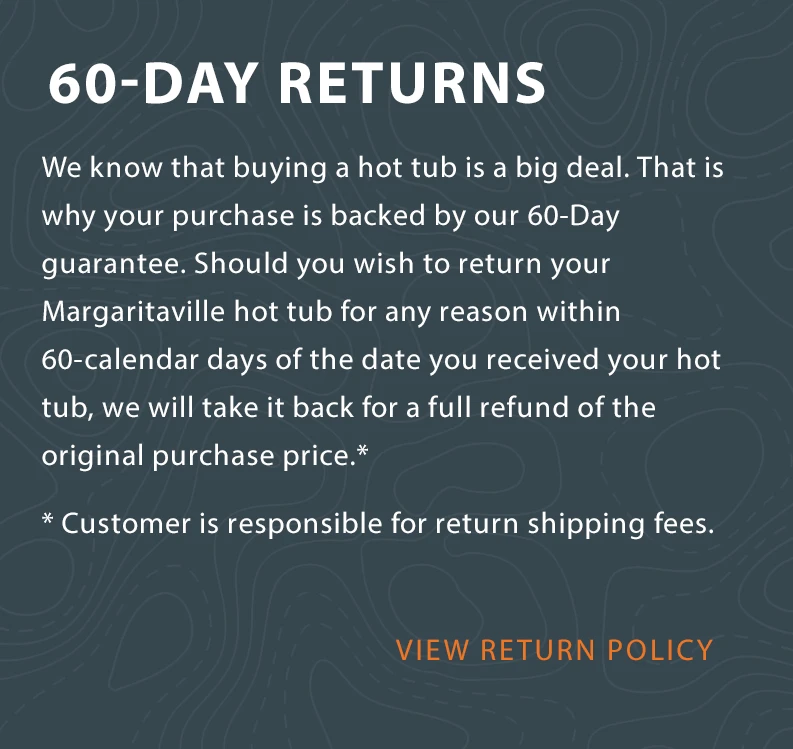 60-DAY RETURNS
We know that buying a hot tub is a big deal. That is
why your purchase is backed by our 60-Day
guarantee. Should you wish to return your
Margaritaville hot tub for any reason within
60-calendar days of the date you received your hot
tub, we will take it back for a full refund of the
original purchase price.*
* Customer is responsible for return shipping fees.
VIEW RETURN POLICY